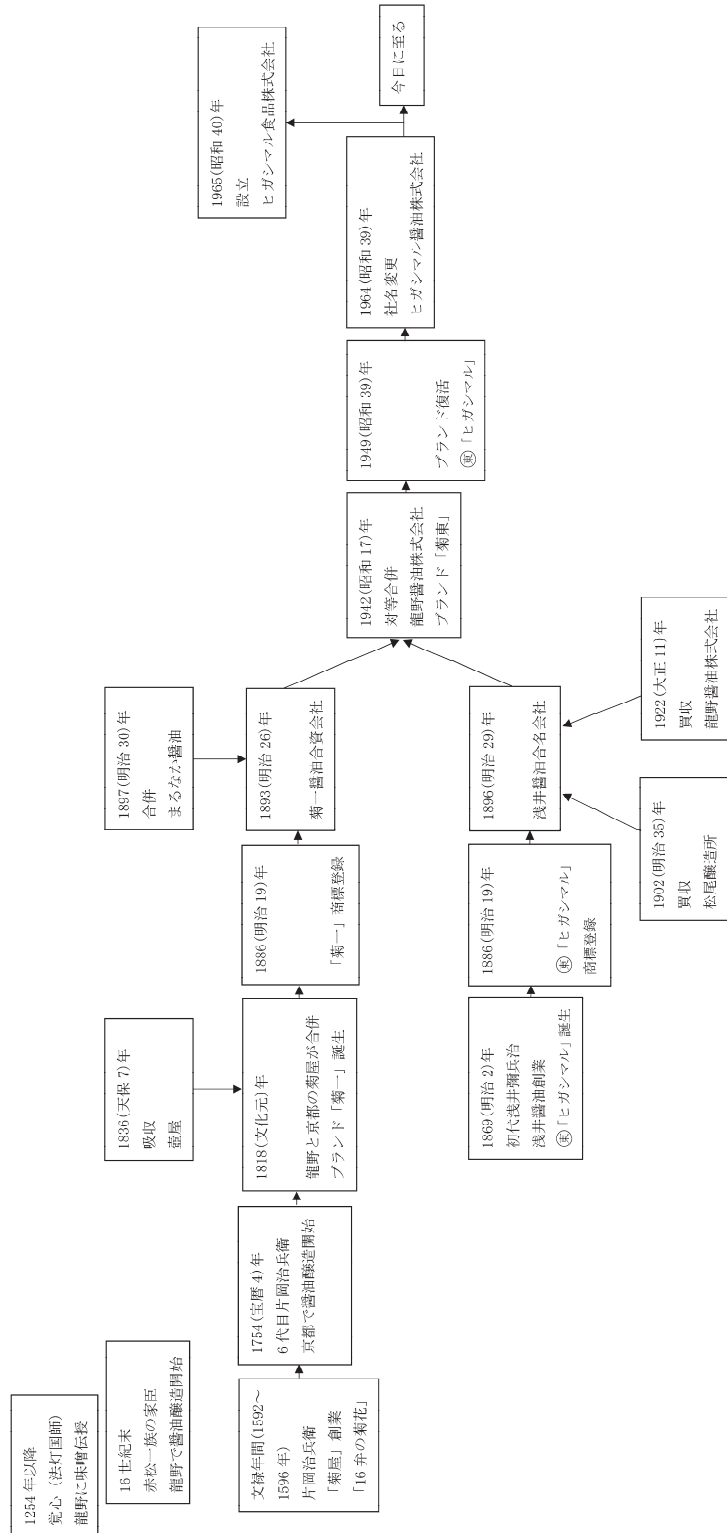 1254年以降
覚心（法灯国師）
龍野に味噌伝授
16世紀末
赤松一族の家臣
龍野で醤油醸造開始
文禄年間(1592～
1596年)
片岡治兵衛
「菊屋」創業
「16弁の菊花」
1754(宝暦4)年
6代目片岡治兵衛
京都で醤油醸造開始
1836(天保7)年
吸収
壺屋
1818(文化元)年
龍野と京都の菊屋が合併
ブランド「菊一」誕生
1886(明治19)年
「菊一」商標登録
1897(明治30)年
合併
まるなか醤油
1893(明治26)年
菊一醤油合資会社
1869(明治2)年
初代浅井彌兵治
浅井醤油創業
㊞「ヒガシマル」誕生
1886(明治19)年
㊞「ヒガシマル」
商標登録
1896(明治29)年
浅井醤油合名会社
1902(明治35)年
買収
松尾醸造所
1922(大正11)年
買収
龍野醤油株式会社
1942(昭和17)年
対等合併
龍野醤油株式会社
ブランド「菊東」
1949(昭和39)年
ブランド復活
㊞「ヒガシマル」
1964(昭和39)年
社名変更
ヒガシマル醤油株式会社
1965(昭和40)年
設立
ヒガシマル食品株式会社
今日に至る